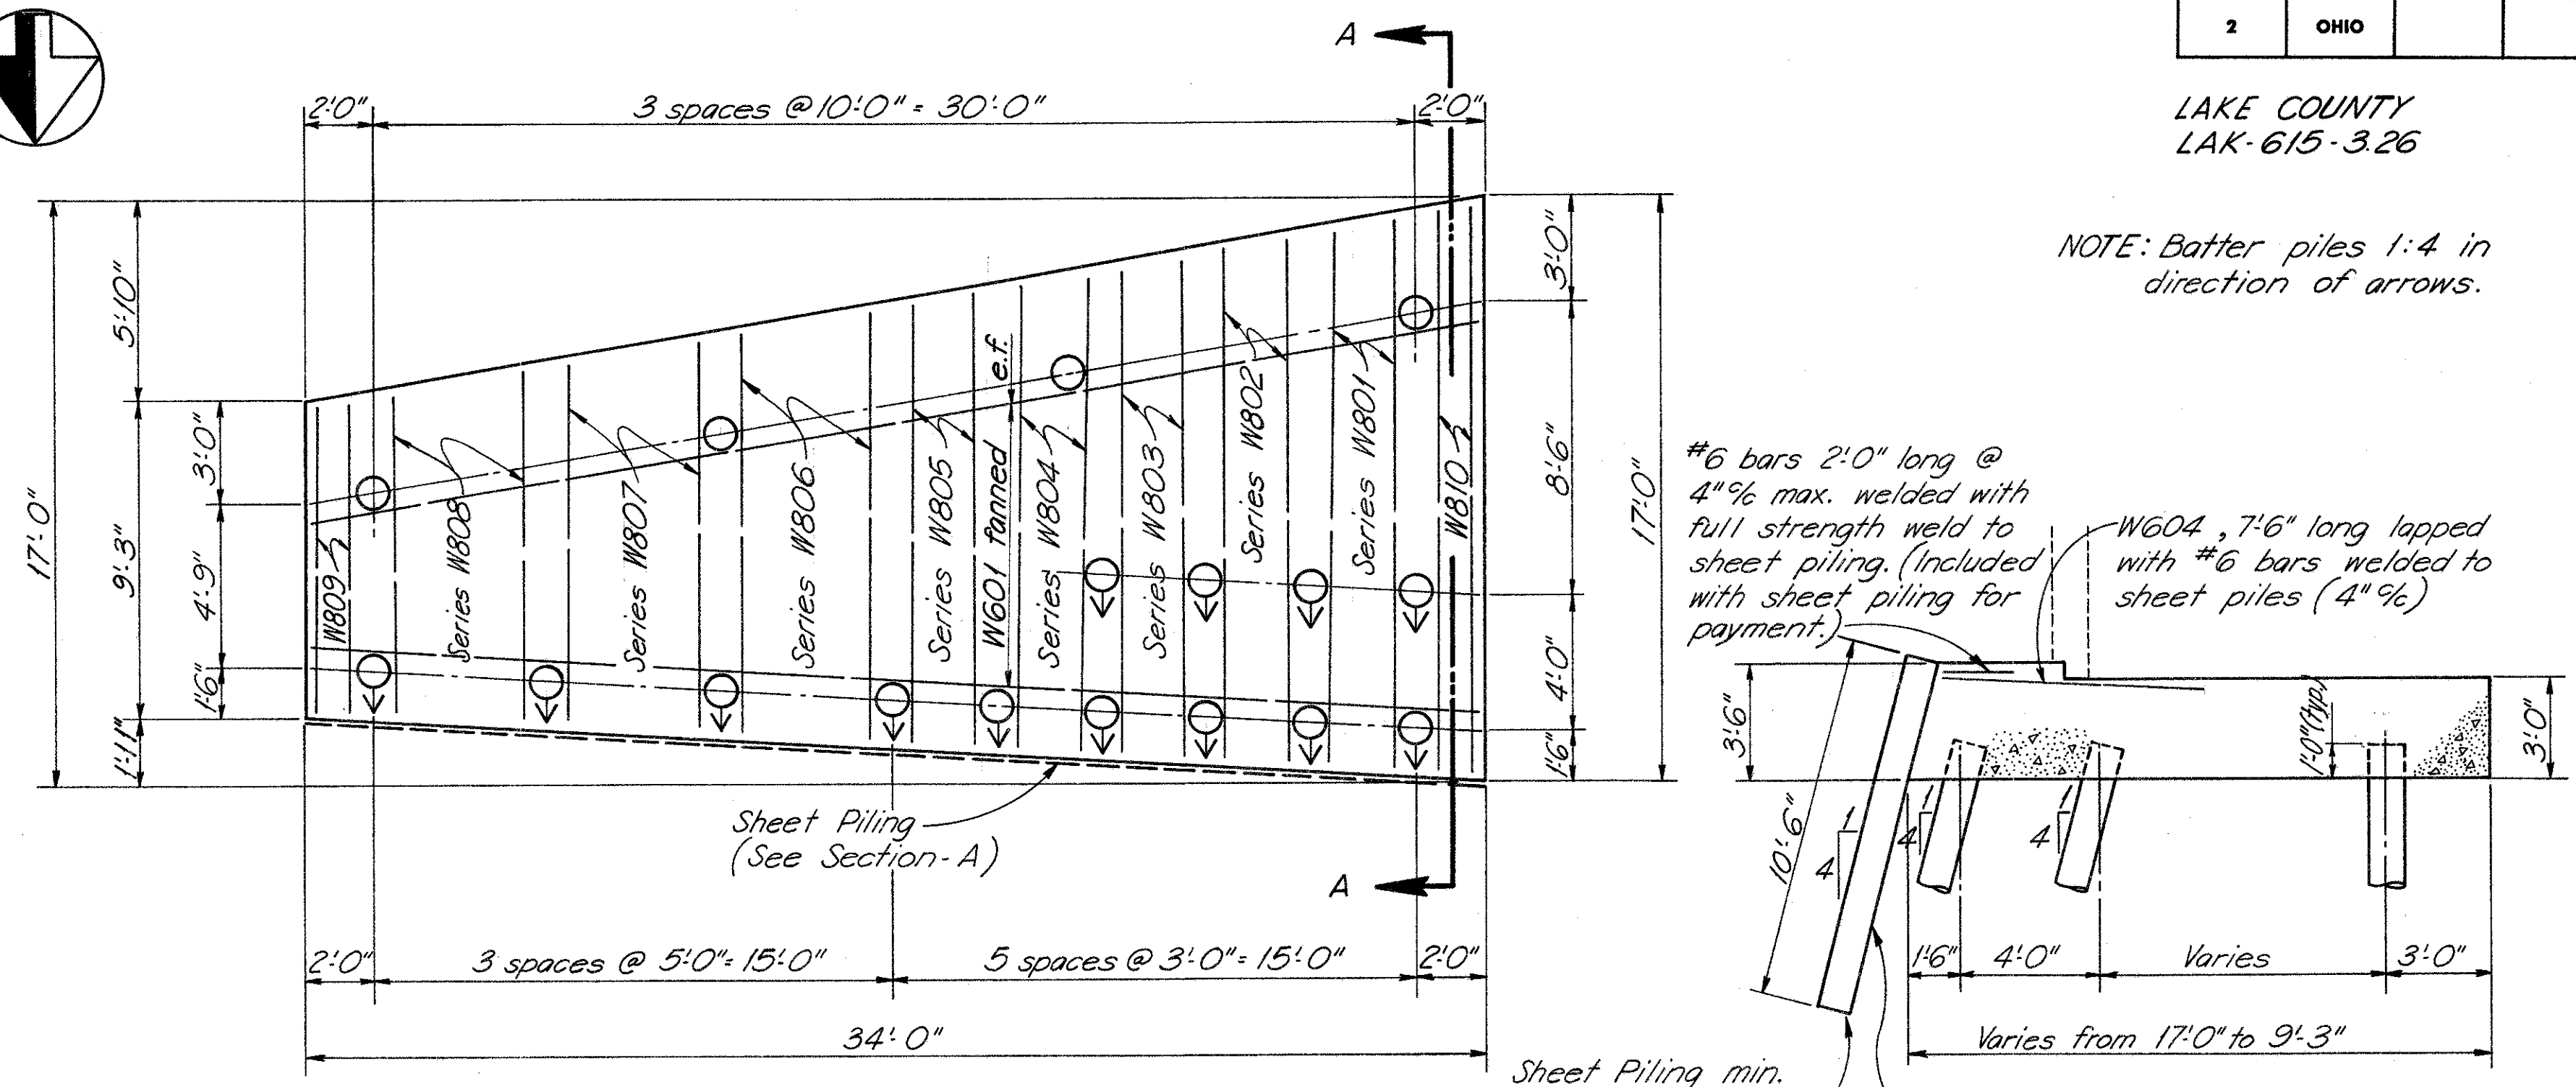 2 OHIO
LAKE COUNTY
LAK-615-3.26
NOTE: Batter piles 1:4 in
direction of arrows.
A
2'-0" 3 spaces @ 10'-0" = 30'-0" 2'-0"
17'-0"
5'-10"
9'-3"
1'-11"
3'-0"
4'-9"
1'-6"
W809
Series W808
Series W807
Series W806
Series W805
W601 fanned e.f.
Series W804
Series W803
Series W802
Series W801
W810
3'-0"
8'-6"
4'-0"
1'-6"
17'-0"
Sheet Piling
(See Section-A)
A
2'-0" 3 spaces @ 5'-0" = 15'-0" 5 spaces @ 3'-0" = 15'-0" 2'-0"
34'-0"
#6 bars 2'-0" long @
4" c/c max. welded with
full strength weld to
sheet piling. (Included
with sheet piling for
payment.)
W604, 7'-6" long lapped
with #6 bars welded to
sheet piles (4" c/c)
3'-6"
1'-0" (typ.)
3'-0"
10'-6"
1
4
1
4
1
4
1'-6" 4'-0" Varies 3'-0"
Varies from 17'-0" to 9'-3"
Sheet Piling min.